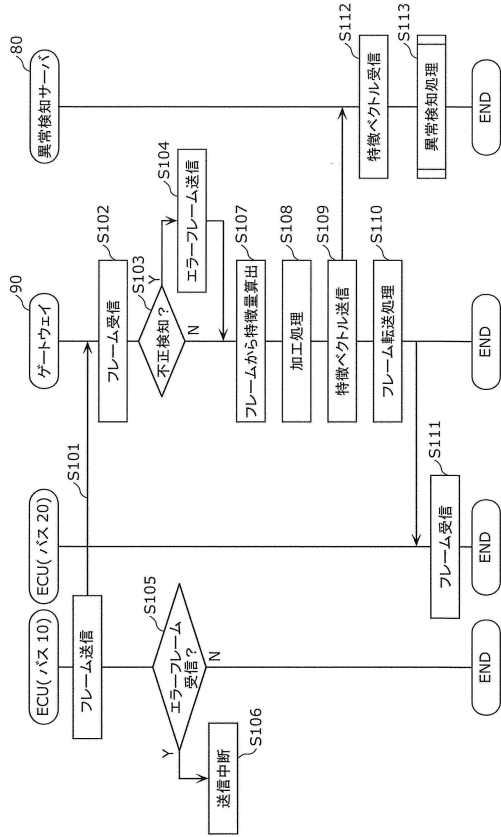 ECU(バス10)
ECU(バス20)
ゲートウェイ
90
異常検知サーバ
80
フレーム送信
S101
フレーム受信
S102
不正検知?
S103
Y
N
エラーフレーム送信
S104
エラーフレーム
受信?
S105
Y
N
送信中断
S106
フレームから特徴量算出
S107
加工処理
S108
特徴ベクトル送信
S109
フレーム転送処理
S110
フレーム受信
S111
特徴ベクトル受信
S112
異常検知処理
S113
END
END
END
END